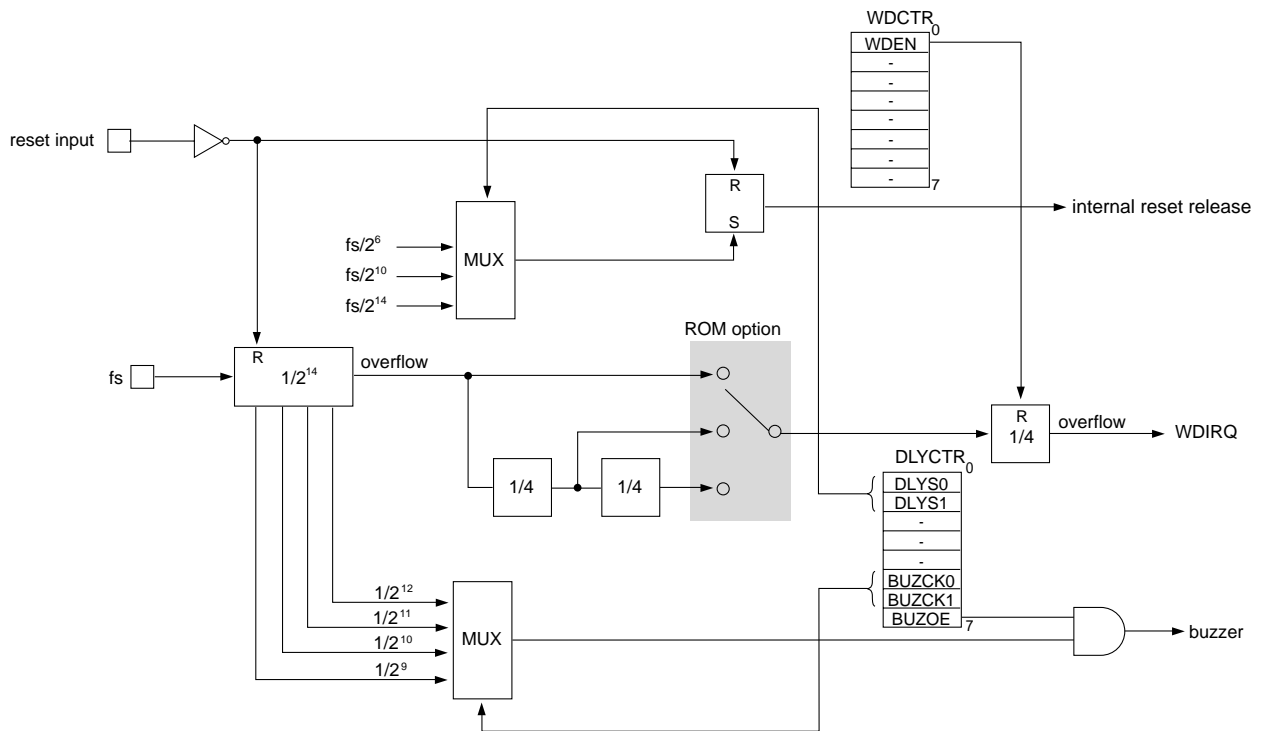 WDCTR
0
WDEN
-
-
-
-
-
-
-
7
reset input
R
S
internal reset release
fs/2⁶
fs/2¹⁰
fs/2¹⁴
MUX
ROM option
fs
R
1/2¹⁴
overflow
R
1/4
overflow
WDIRQ
1/4
1/4
DLYCTR
0
DLYS0
DLYS1
-
-
-
BUZCK0
BUZCK1
BUZOE
7
1/2¹²
1/2¹¹
1/2¹⁰
1/2⁹
MUX
buzzer